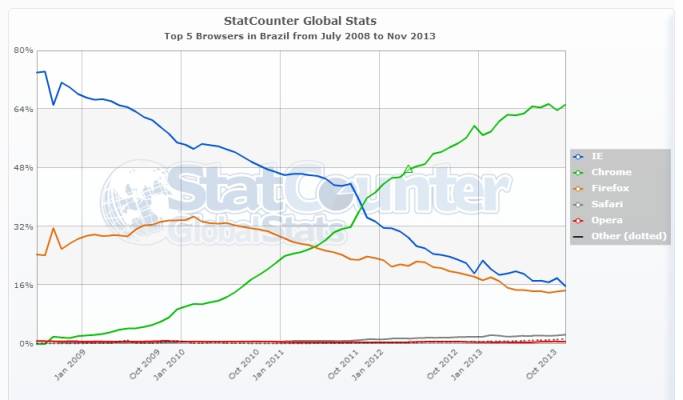 StatCounter Global Stats
Top 5 Browsers in Brazil from July 2008 to Nov 2013
80%
64%
48%
32%
16%
0%
StatCounter
GlobalStats
IE
Chrome
Firefox
Safari
Opera
Other (dotted)
Jan 2009
Oct 2009
Jan 2010
Oct 2010
Jan 2011
Oct 2011
Jan 2012
Oct 2012
Jan 2013
Oct 2013